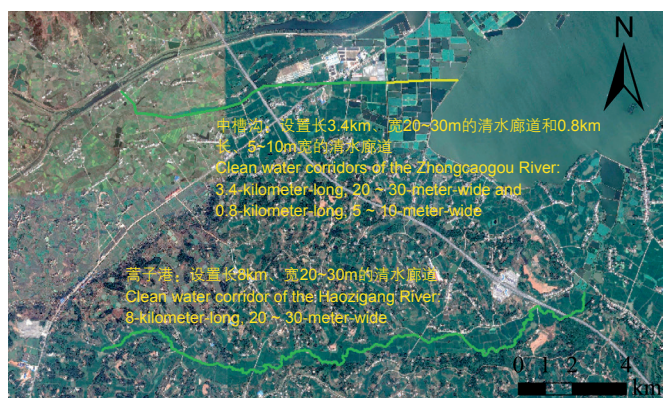 N
中槽沟：设置长3.4km、宽20~30m的清水廊道和0.8km
长、5~10m宽的清水廊道
Clean water corridors of the Zhongcaogou River:
3.4-kilometer-long, 20 ~ 30-meter-wide and
0.8-kilometer-long, 5 ~ 10-meter-wide
蒿子港：设置长8km、宽20~30m的清水廊道
Clean water corridor of the Haozigang River:
8-kilometer-long, 20 ~ 30-meter-wide
0 1 2 4
km